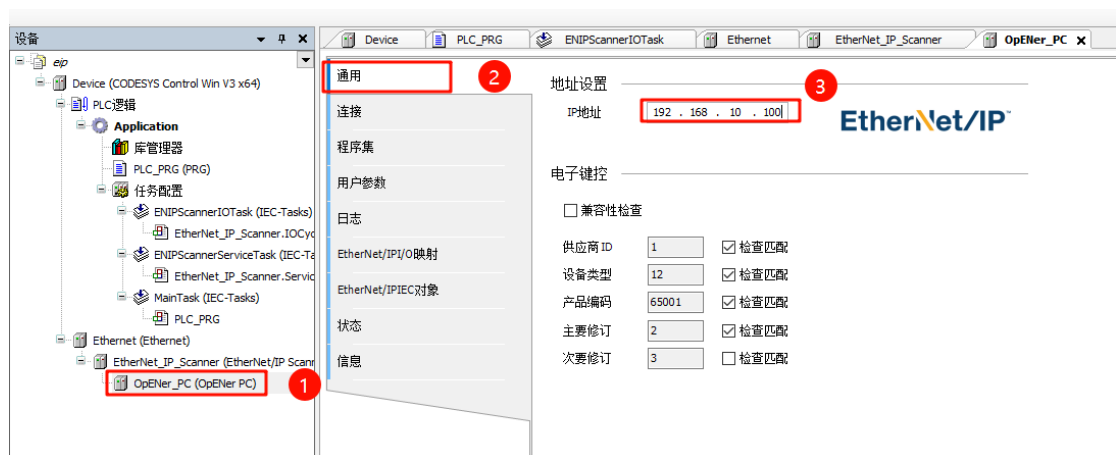 设备
Device
PLC_PRG
ENIPScannerIOTask
Ethernet
EtherNet_IP_Scanner
OpENer_PC
eip
Device (CODESYS Control Win V3 x64)
PLC逻辑
Application
库管理器
PLC_PRG (PRG)
任务配置
ENIPScannerIOTask (IEC-Tasks)
EtherNet_IP_Scanner.IOCyc
ENIPScannerServiceTask (IEC-Ta
EtherNet_IP_Scanner.Servic
MainTask (IEC-Tasks)
PLC_PRG
Ethernet (Ethernet)
EtherNet_IP_Scanner (EtherNet/IP Scann
OpENer_PC (OpENer PC)
1
通用
2
连接
程序集
用户参数
日志
EtherNet/IPI/O映射
EtherNet/IPIEC对象
状态
信息
地址设置
3
IP地址 192 . 168 . 10 . 100
EtherNet/IP
电子键控
兼容性检查
供应商 ID 1 检查匹配
设备类型 12 检查匹配
产品编码 65001 检查匹配
主要修订 2 检查匹配
次要修订 3 检查匹配